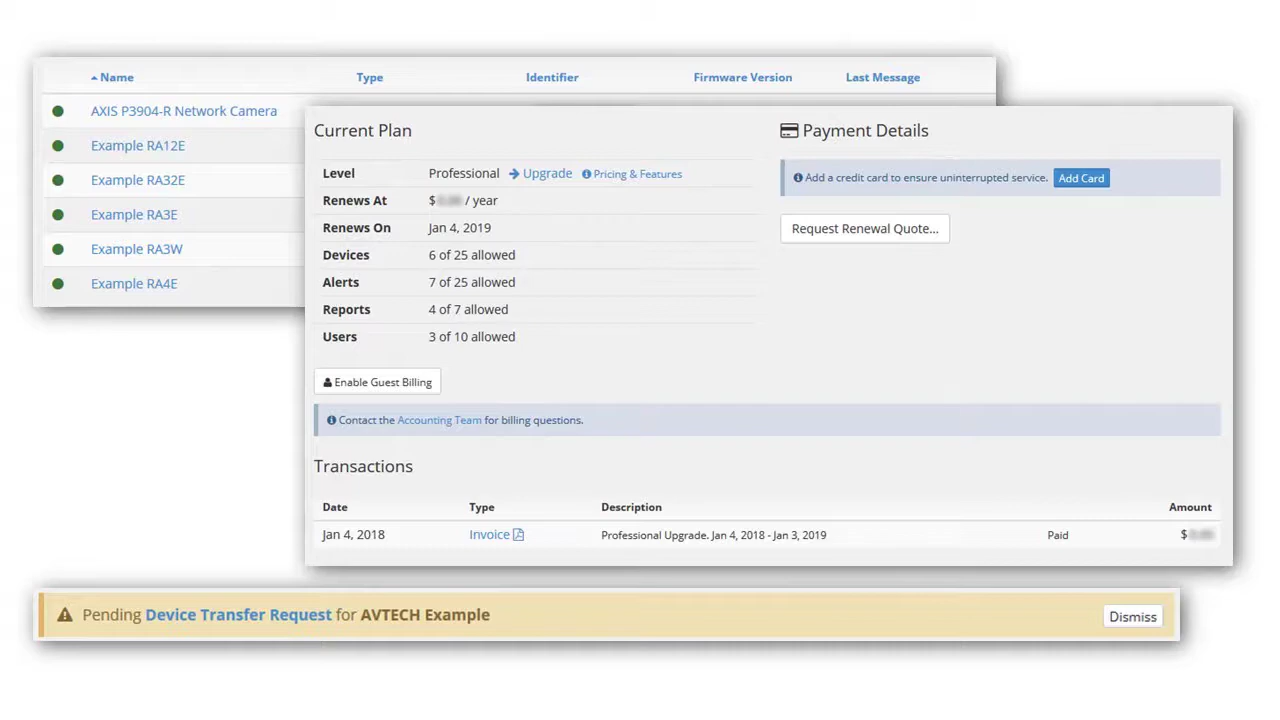 Name Type Identifier Firmware Version Last Message
AXIS P3904-R Network Camera
Example RA12E
Example RA32E
Example RA3E
Example RA3W
Example RA4E
Current Plan
Level Professional Upgrade Pricing & Features
Renews At $ / year
Renews On Jan 4, 2019
Devices 6 of 25 allowed
Alerts 7 of 25 allowed
Reports 4 of 7 allowed
Users 3 of 10 allowed
Enable Guest Billing
Payment Details
Add a credit card to ensure uninterrupted service. Add Card
Request Renewal Quote...
Contact the Accounting Team for billing questions.
Transactions
Date Type Description Amount
Jan 4, 2018 Invoice Professional Upgrade. Jan 4, 2018 - Jan 3, 2019 Paid $
Pending Device Transfer Request for AVTECH Example Dismiss